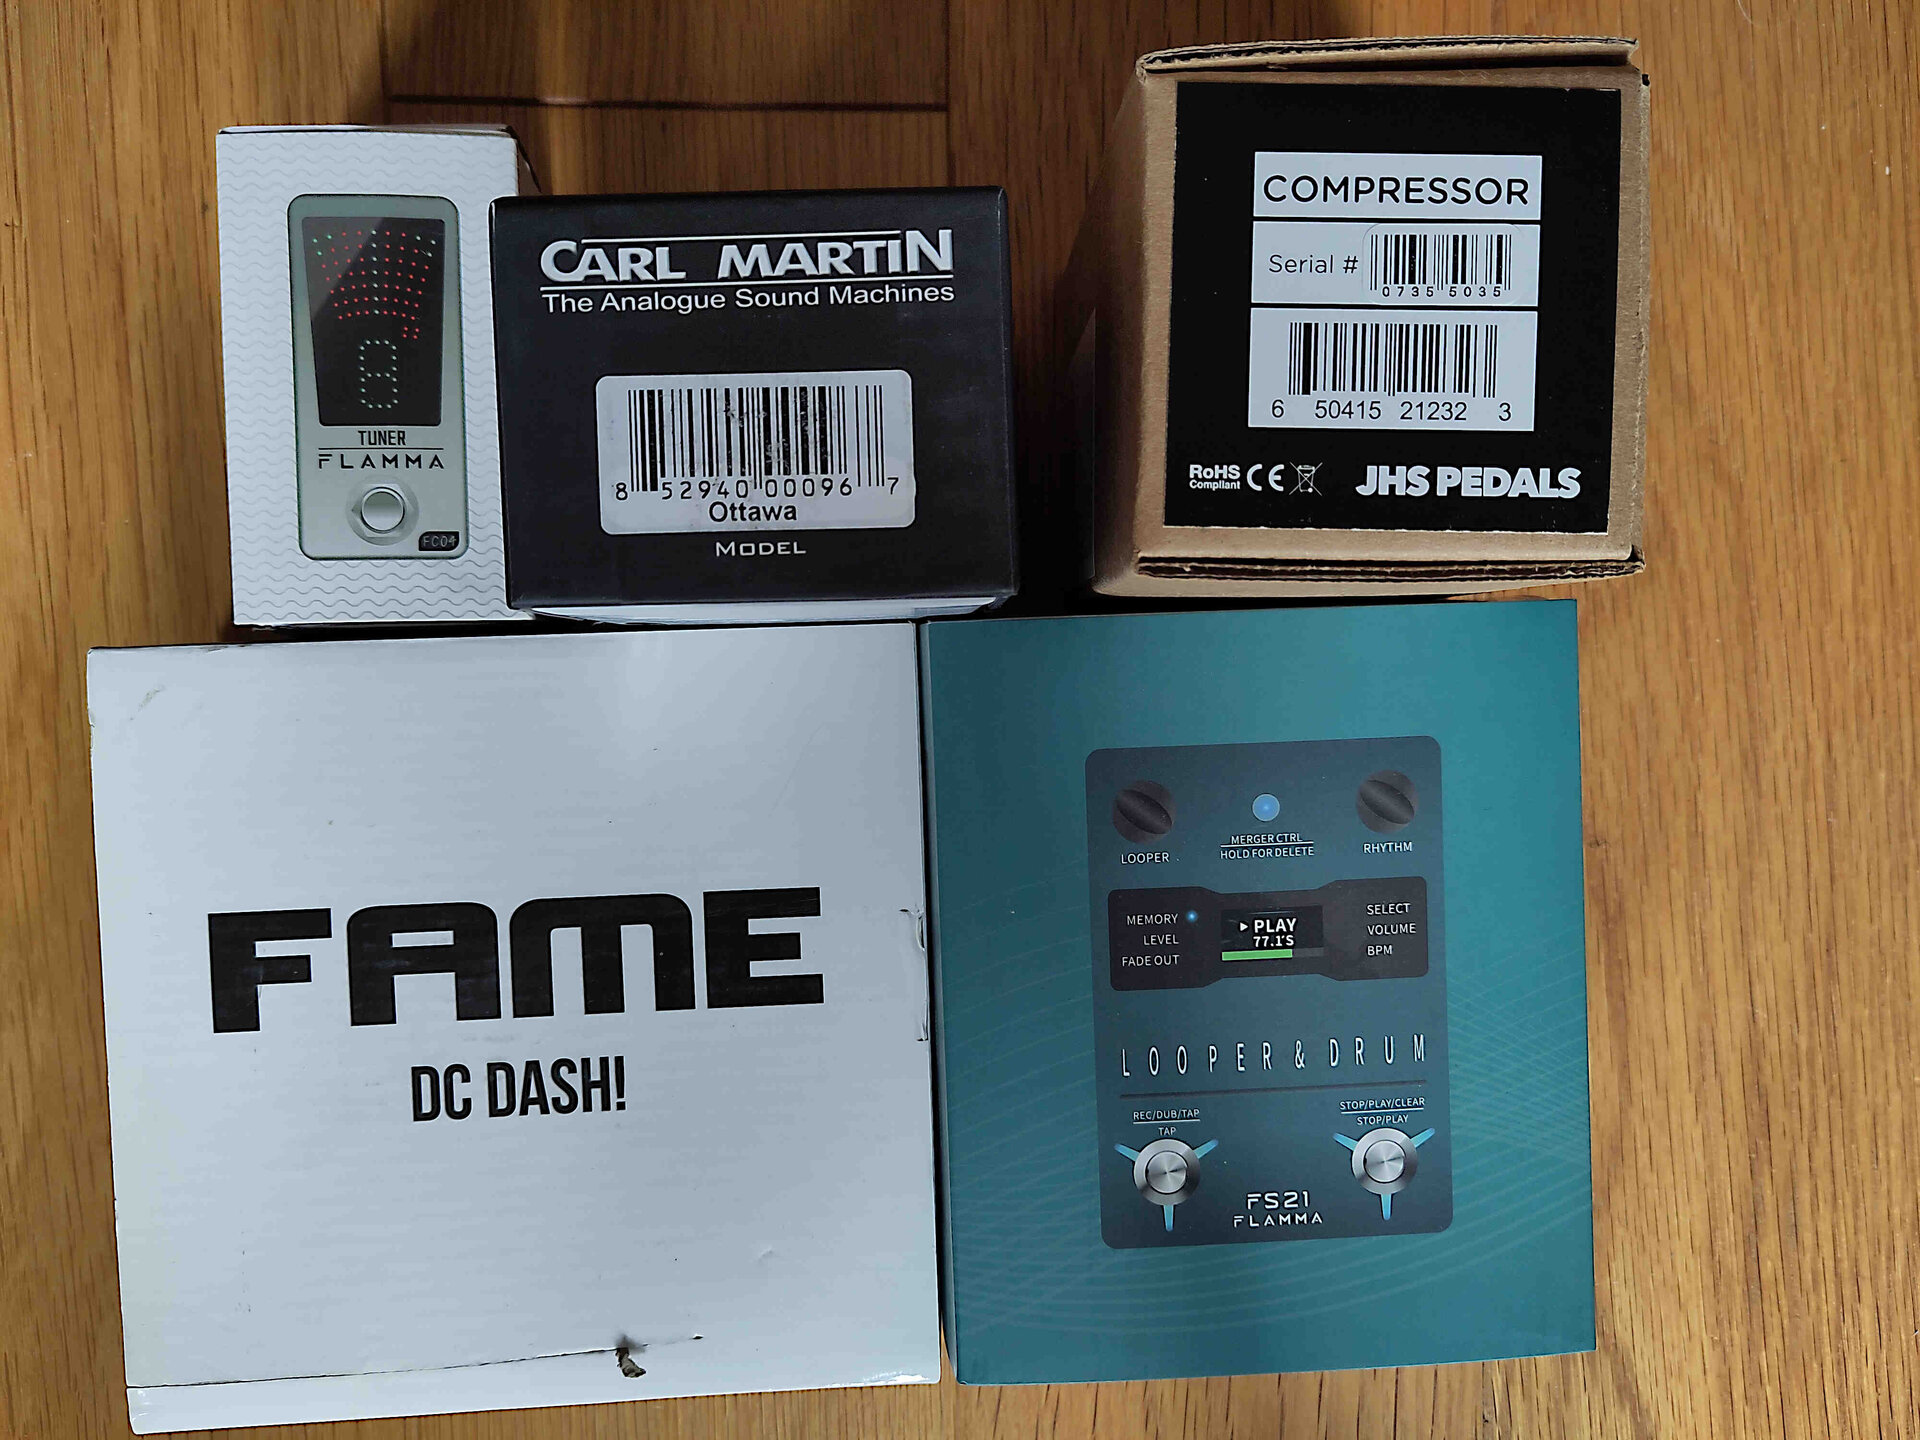 TUNER
FLAMMA
FC04
CARL MARTIN
The Analogue Sound Machines
8 52940 00096 7
Ottawa
MODEL
COMPRESSOR
Serial #
0735 5035
6 50415 21232 3
RoHS
Compliant
CE
JHS PEDALS
FAME
DC DASH!
LOOPER
MERGER CTRL
HOLD FOR DELETE
RHYTHM
MEMORY
LEVEL
FADE OUT
PLAY
77.1'S
SELECT
VOLUME
BPM
LOOPER & DRUM
REC/DUB/TAP
TAP
STOP/PLAY/CLEAR
STOP/PLAY
FS21
FLAMMA